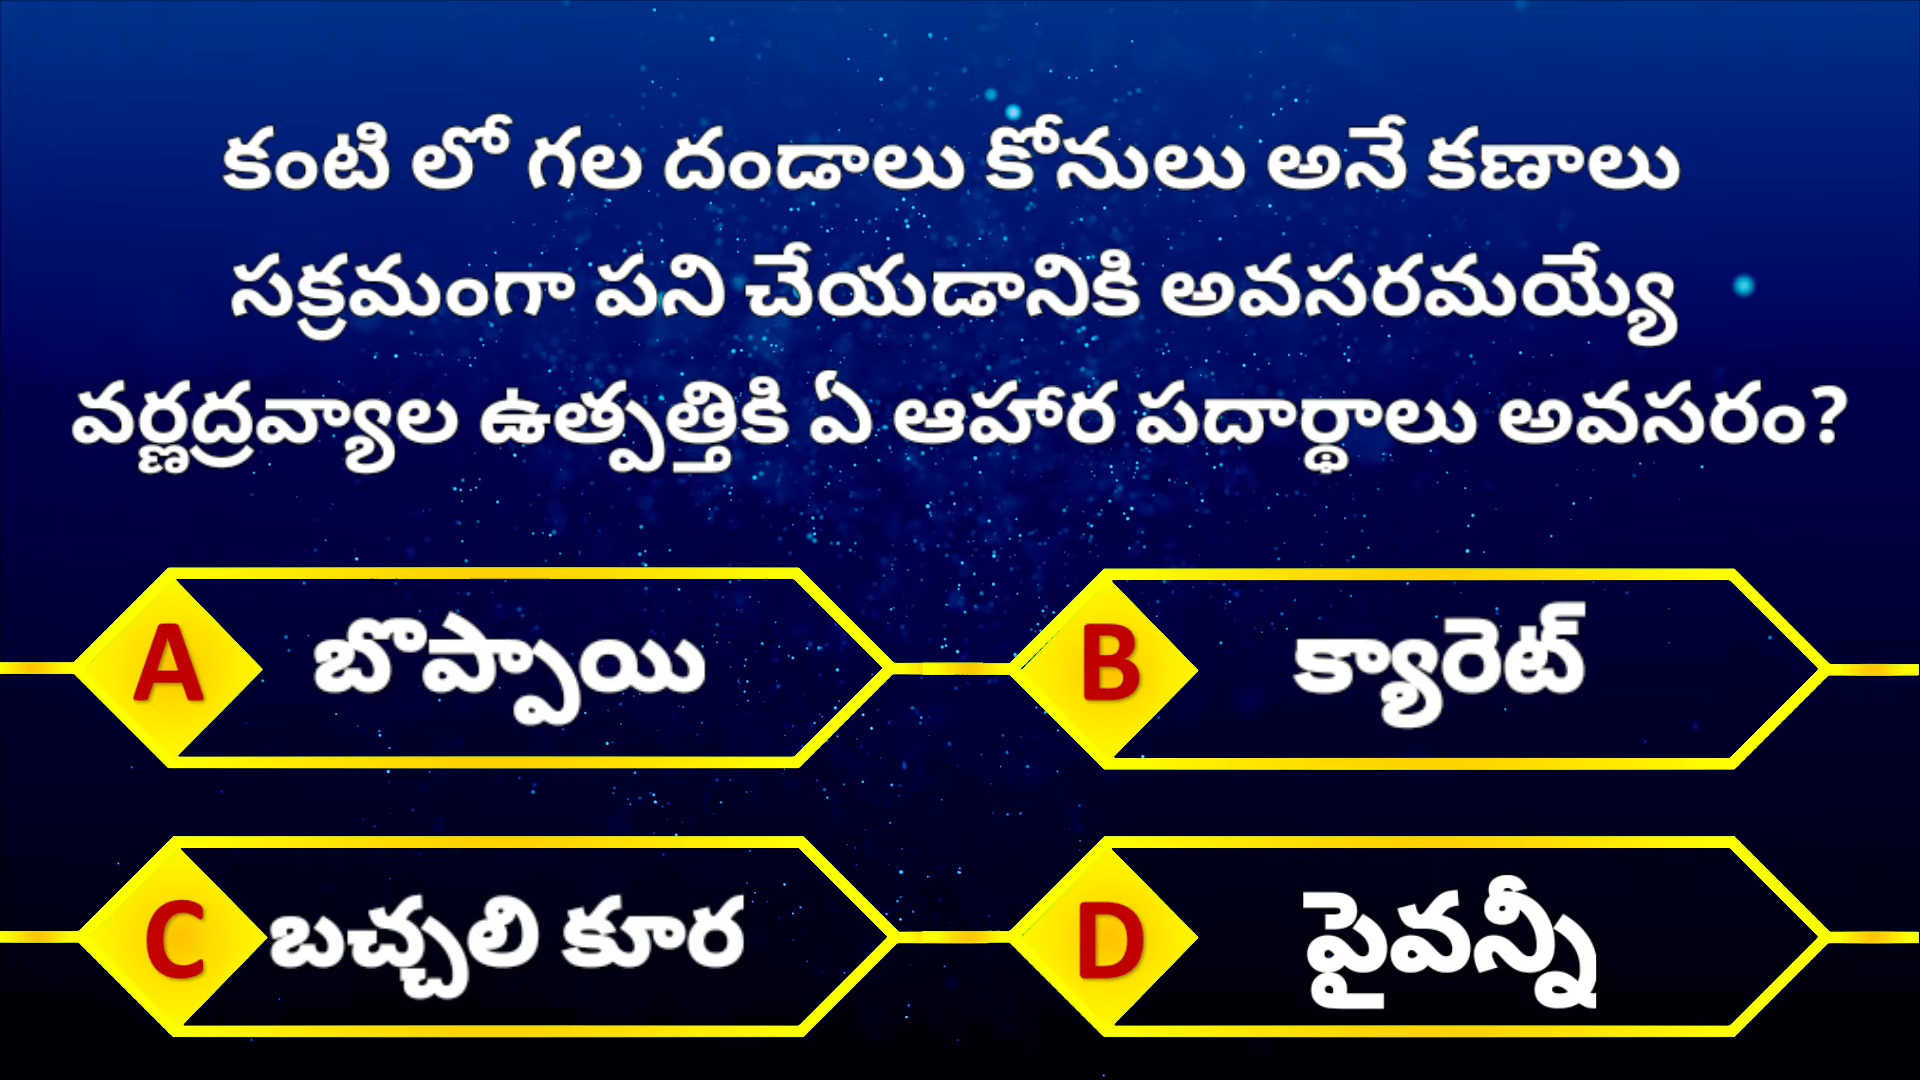 కంటి లో గల దండాలు కోనులు అనే కణాలు
సక్రమంగా పని చేయడానికి అవసరమయ్యే
వర్ణద్రవ్యాల ఉత్పత్తికి ఏ ఆహార పదార్థాలు అవసరం?
A బొప్పాయి
B క్యారెట్
C బచ్చలి కూర
D పైవన్నీ